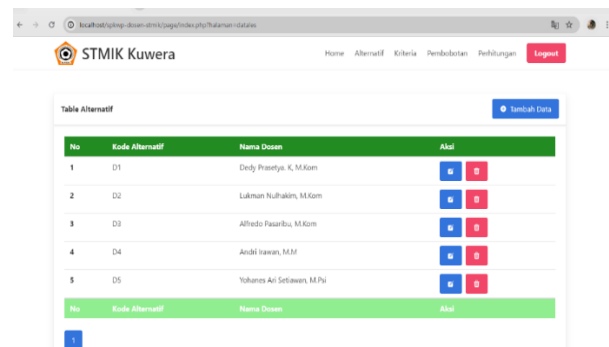 localhost/splwp-dosen-stmik/page/index.php?halaman=datales
STMIK Kuwera
Home Alternatif Kriteria Pembobotan Perhitungan Logout
Table Alternatif
Tambah Data
No Kode Alternatif Nama Dosen Aksi
1 D1 Dedy Prasetya. K, M.Kom
2 D2 Lukman Nulhakim, M.Kom
3 D3 Alfredo Pasaribu, M.Kom
4 D4 Andri Irawan, M.M
5 D5 Yohanes Ari Setiawan, M.Psi
No Kode Alternatif Nama Dosen Aksi
1